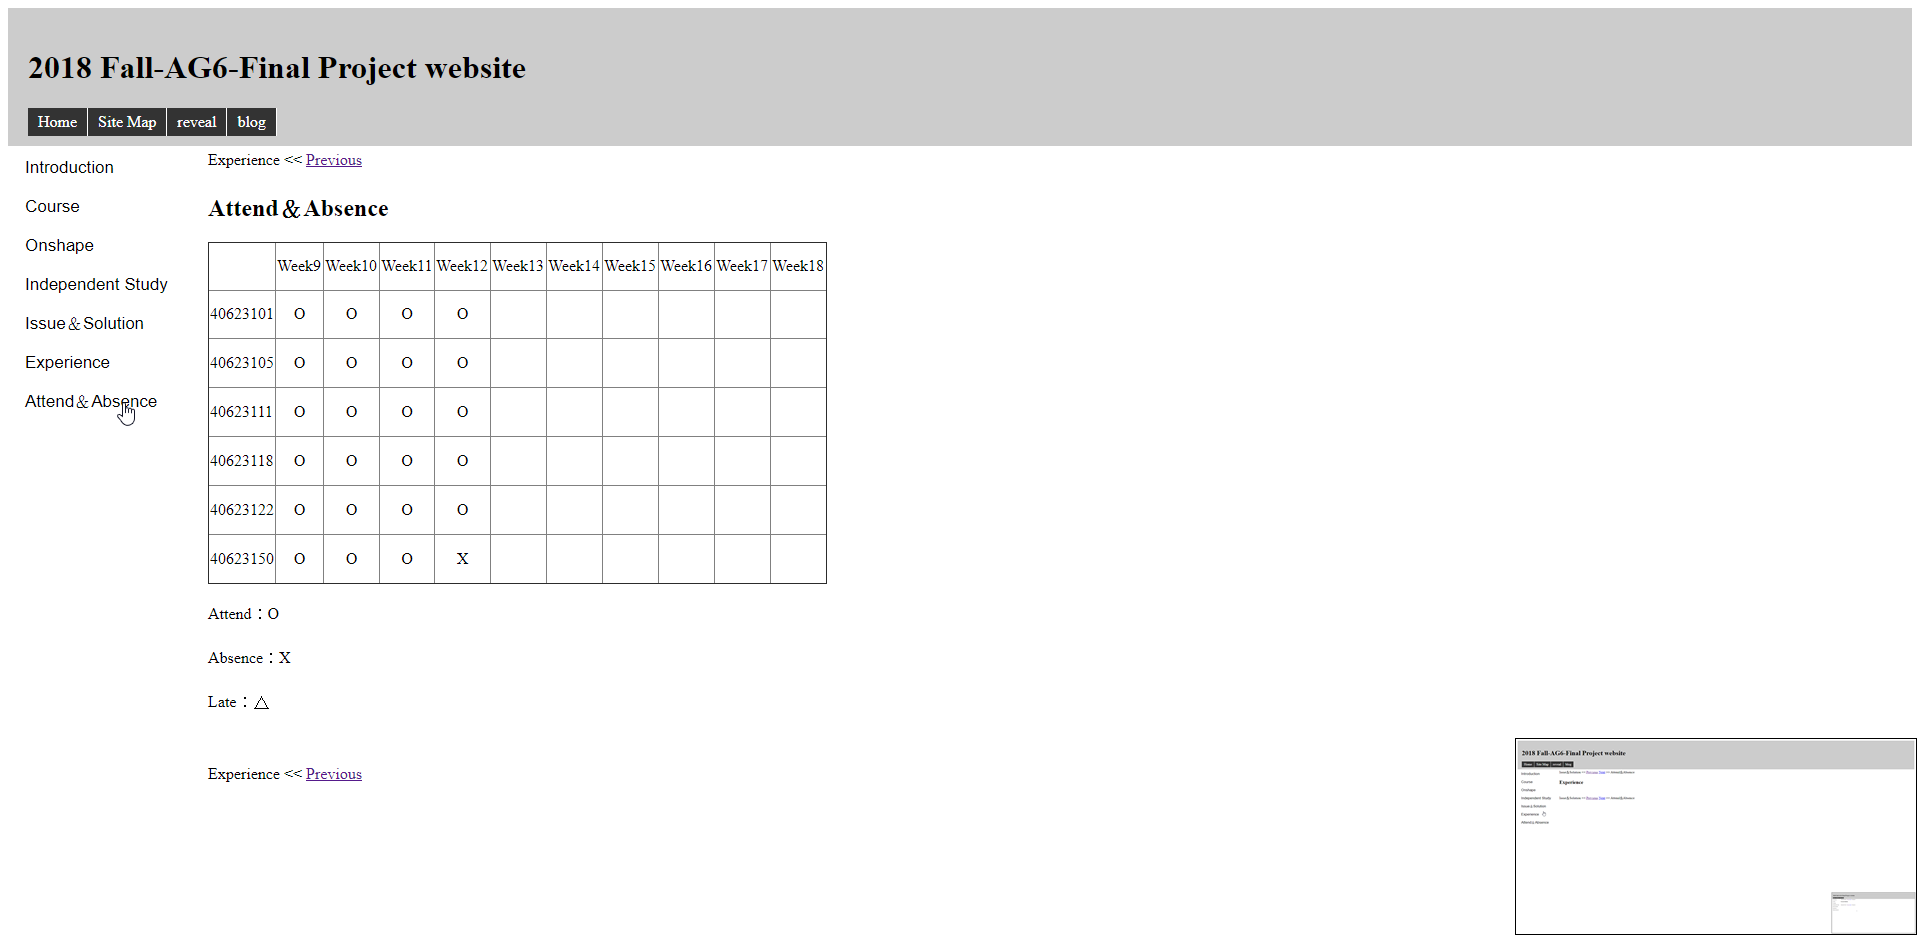 2018 Fall-AG6-Final Project website
Home Site Map reveal blog
Introduction
Course
Onshape
Independent Study
Issue＆Solution
Experience
Attend＆Absence
Experience << Previous
Attend＆Absence
Week9 Week10 Week11 Week12 Week13 Week14 Week15 Week16 Week17 Week18
40623101 O O O O
40623105 O O O O
40623111 O O O O
40623118 O O O O
40623122 O O O O
40623150 O O O X
Attend：O
Absence：X
Late：△
Experience << Previous
2018 Fall-AG6-Final Project website
Home Site Map reveal blog
Introduction
Course
Onshape
Independent Study
Issue＆Solution
Experience
Attend＆Absence
Experience